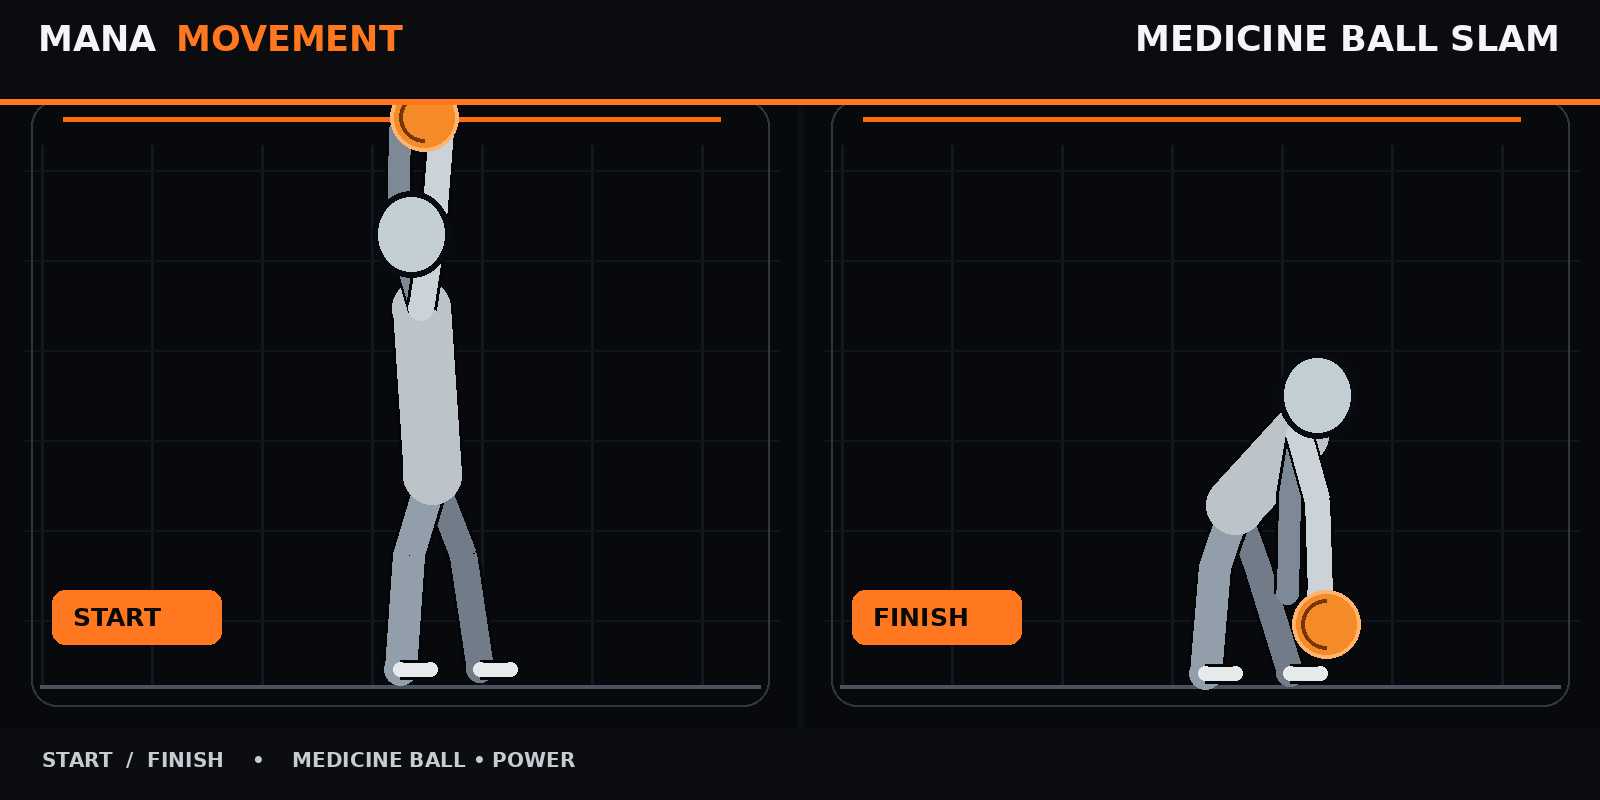 MANA MOVEMENT
MEDICINE BALL SLAM
START
FINISH
START / FINISH • MEDICINE BALL • POWER